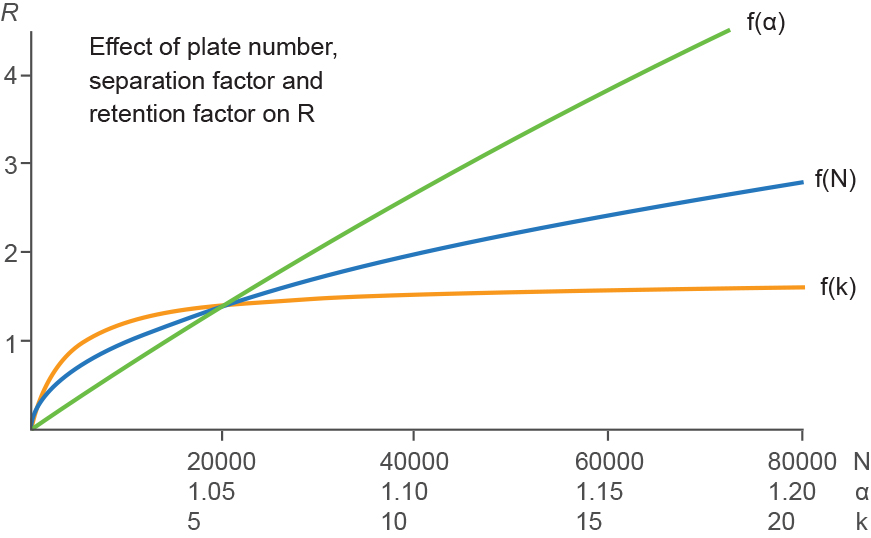 R
f(α)
Effect of plate number,
separation factor and
retention factor on R
4
3
f(N)
2
f(k)
1
20000 40000 60000 80000 N
1.05 1.10 1.15 1.20 α
5 10 15 20 k